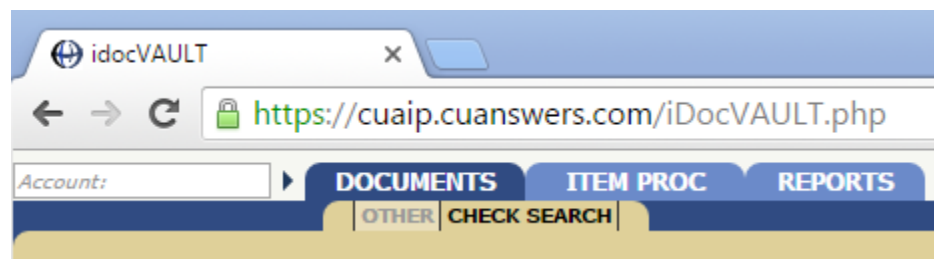 idocVAULT
https://cuaip.cuanswers.com/iDocVAULT.php
Account: DOCUMENTS ITEM PROC REPORTS
OTHER CHECK SEARCH